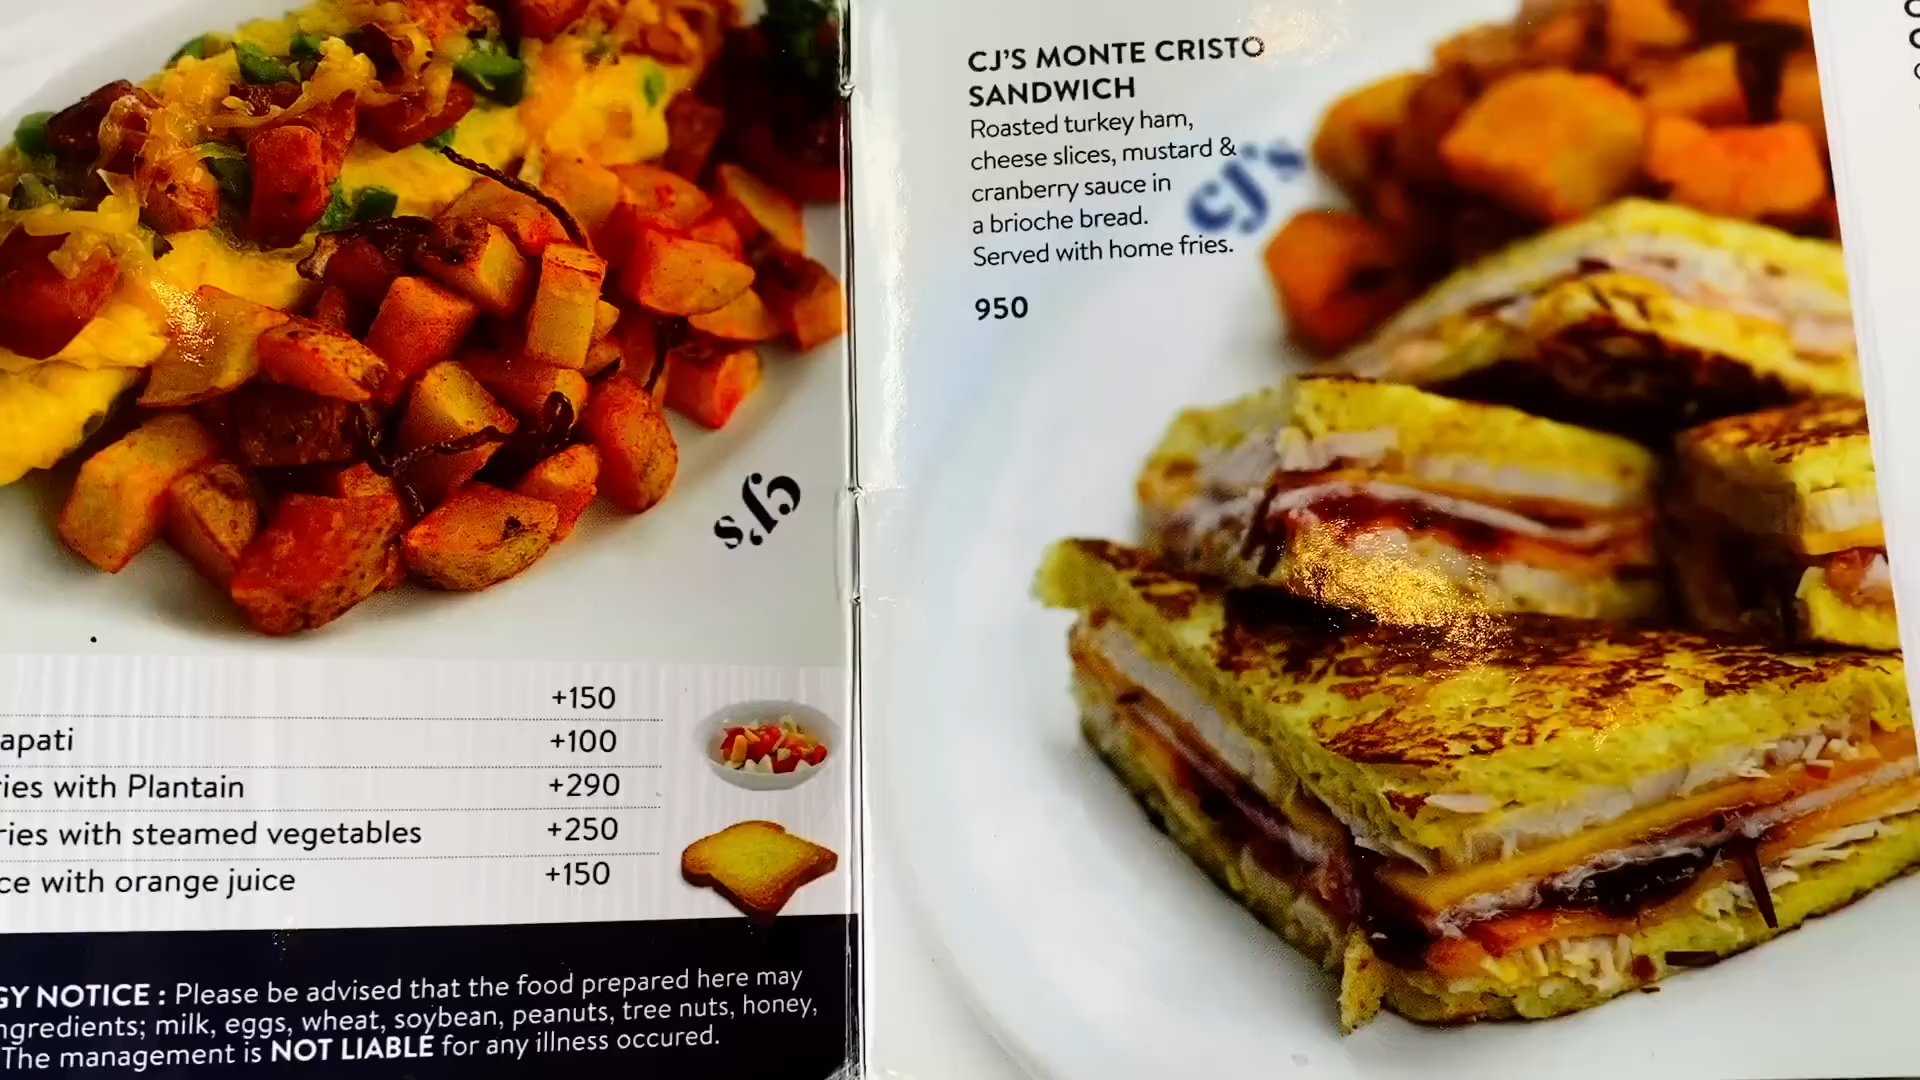 cj's
+150
apati +100
ries with Plantain +290
ries with steamed vegetables +250
ce with orange juice +150
GY NOTICE : Please be advised that the food prepared here may
ngredients; milk, eggs, wheat, soybean, peanuts, tree nuts, honey,
The management is NOT LIABLE for any illness occured.
CJ'S MONTE CRISTO
SANDWICH
Roasted turkey ham,
cheese slices, mustard &
cranberry sauce in
a brioche bread.
Served with home fries.
950
cj's